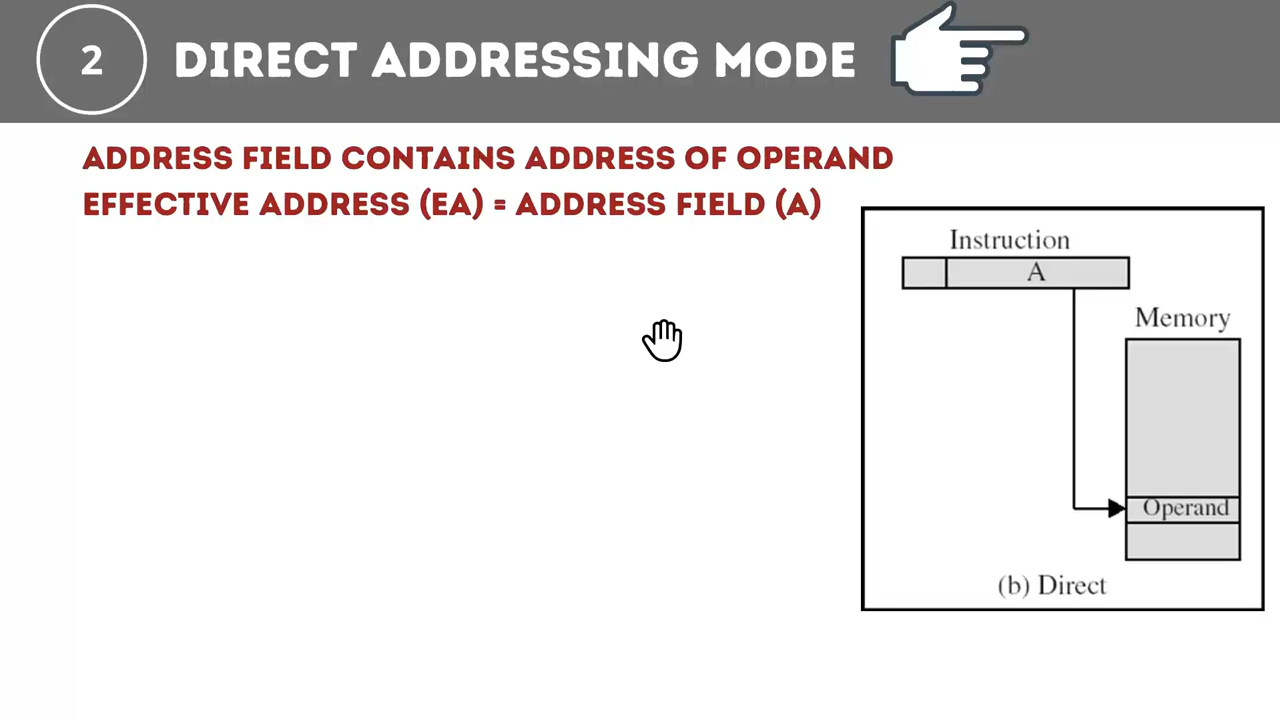 2
DIRECT ADDRESSING MODE
ADDRESS FIELD CONTAINS ADDRESS OF OPERAND
EFFECTIVE ADDRESS (EA) = ADDRESS FIELD (A)
Instruction
A
Memory
Operand
(b) Direct